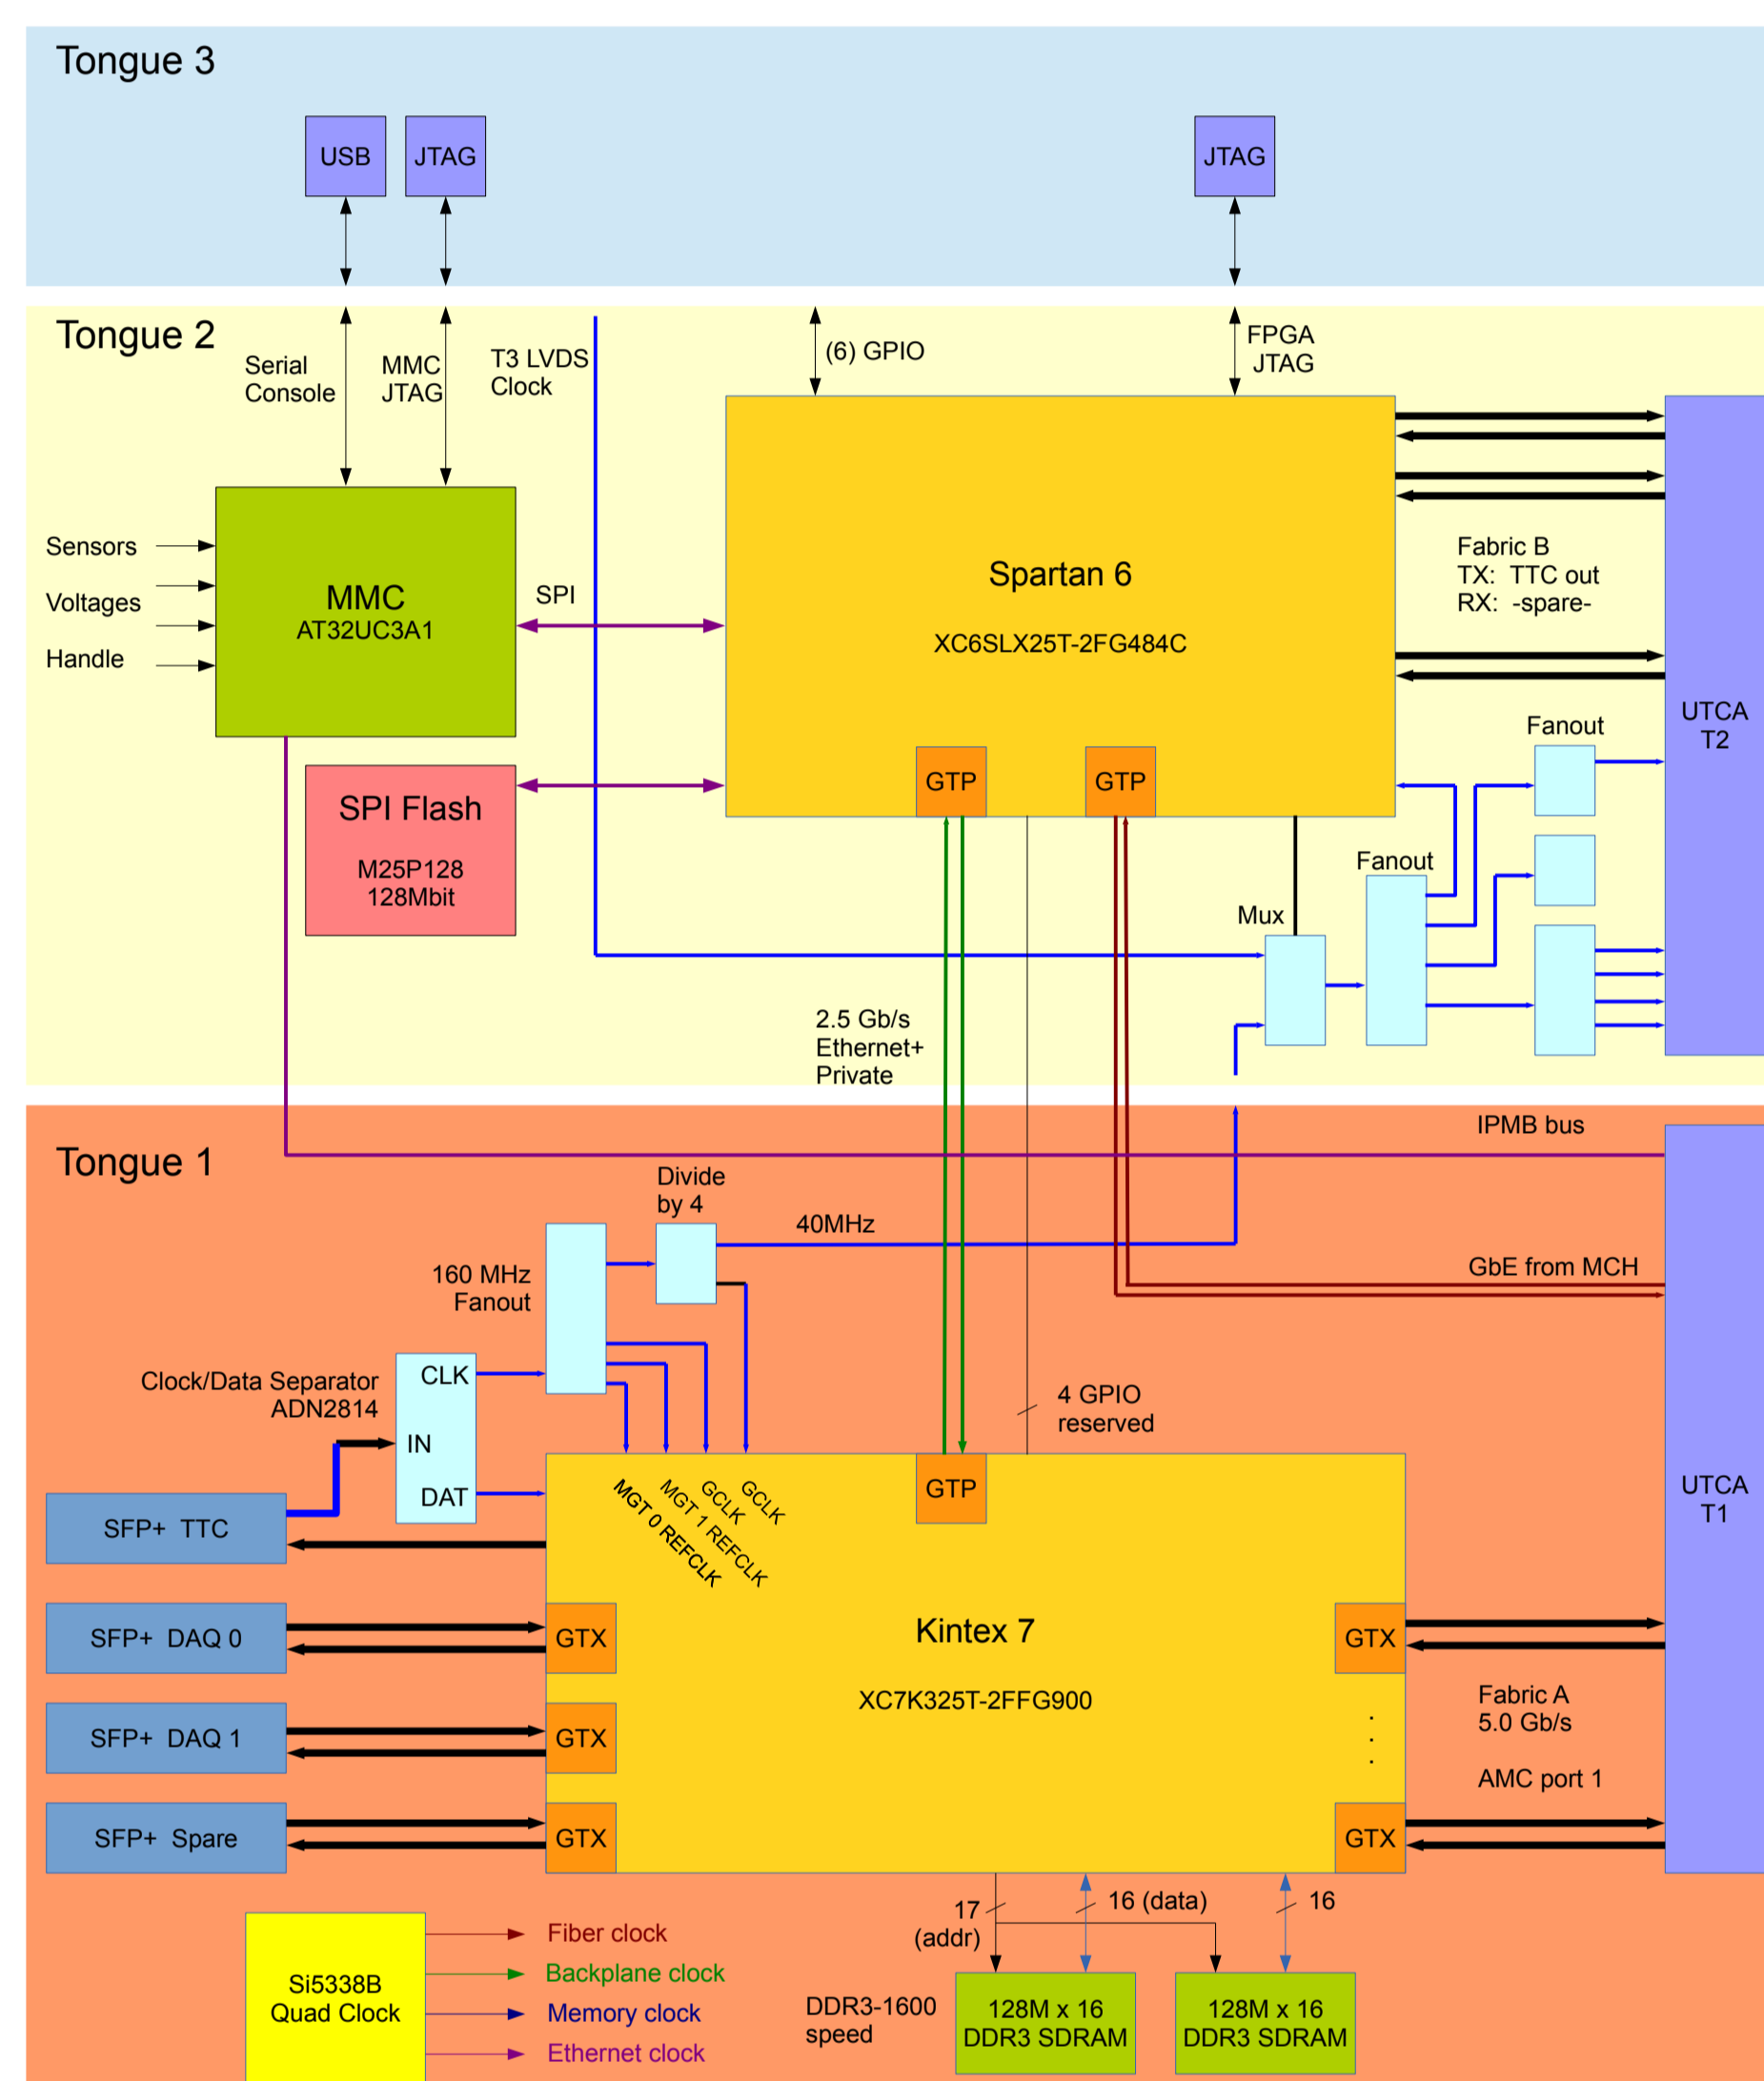 Tongue 3
USB
JTAG
JTAG
Tongue 2
Serial
Console
MMC
JTAG
T3 LVDS
Clock
(6) GPIO
FPGA
JTAG
Sensors
Voltages
Handle
MMC
AT32UC3A1
SPI
Spartan 6
XC6SLX25T-2FG484C
Fabric B
TX:  TTC out
RX:  -spare-
UTCA
T2
SPI Flash
M25P128
128Mbit
GTP
GTP
Fanout
Fanout
Mux
2.5 Gb/s
Ethernet+
Private
Tongue 1
IPMB bus
Divide
by 4
40MHz
160 MHz
Fanout
GbE from MCH
Clock/Data Separator
ADN2814
CLK
IN
DAT
4 GPIO
reserved
UTCA
T1
SFP+  TTC
MGT 0 REFCLK
MGT 1 REFCLK
GCLK
GCLK
GTP
SFP+  DAQ 0
GTX
Kintex 7
XC7K325T-2FFG900
GTX
SFP+  DAQ 1
GTX
.
.
.
Fabric A
5.0 Gb/s
AMC port 1
SFP+  Spare
GTX
GTX
17
(addr)
16 (data)
16
Si5338B
Quad Clock
Fiber clock
Backplane clock
Memory clock
Ethernet clock
DDR3-1600
speed
128M x 16
DDR3 SDRAM
128M x 16
DDR3 SDRAM